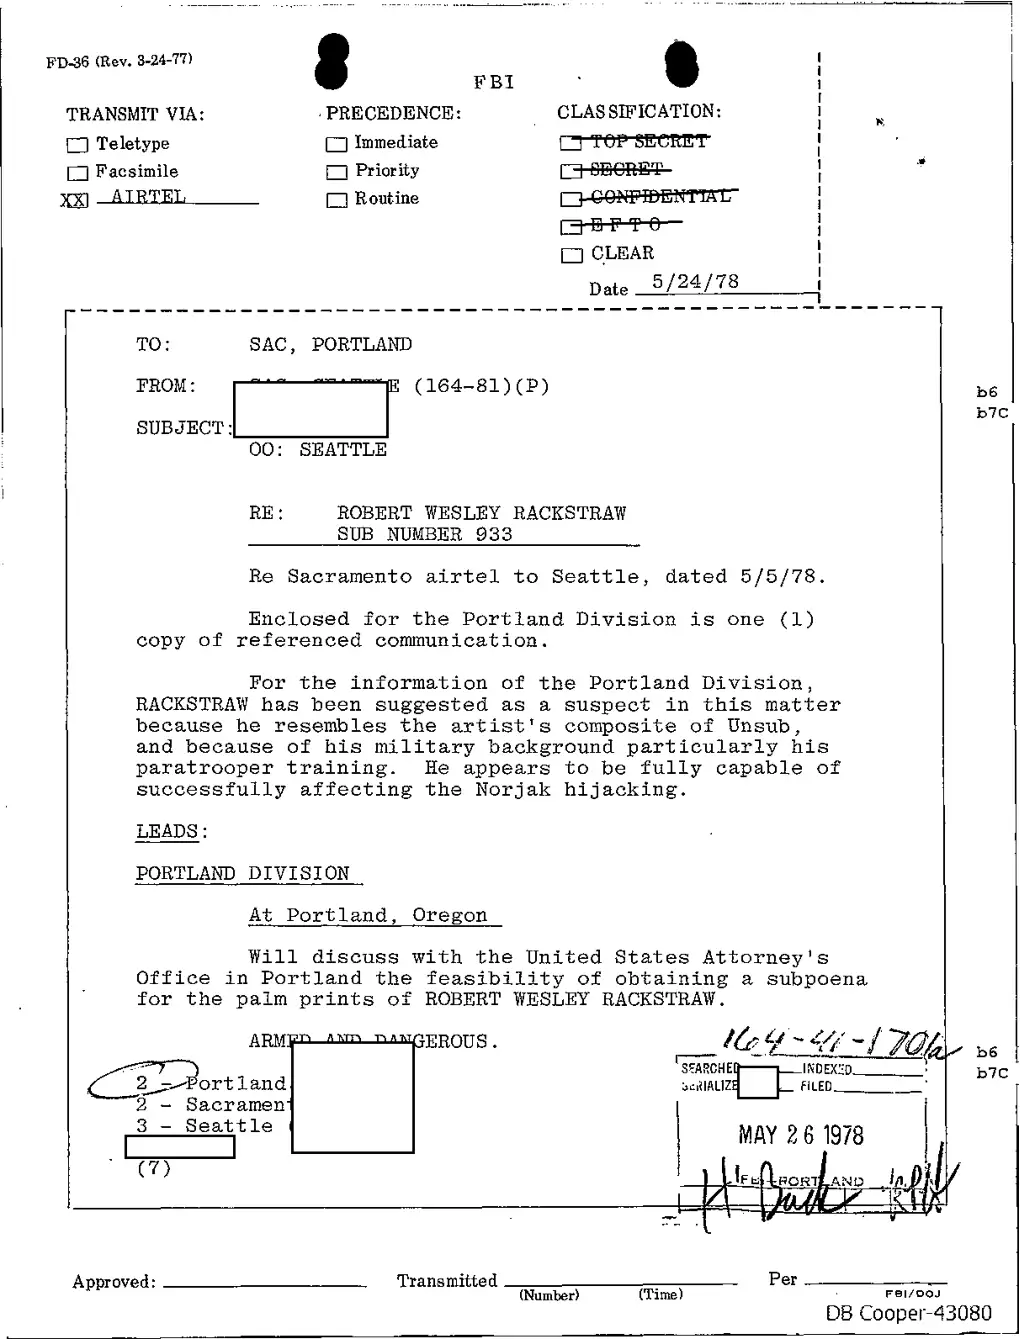 FD-36 (Rev. 3-24-77)
FBI
TRANSMIT VIA:
Teletype
Facsimile
XX AIRTEL
PRECEDENCE:
Immediate
Priority
Routine
CLASSIFICATION:
TOP SECRET
SECRET
CONFIDENTIAL
E F T O
CLEAR
Date 5/24/78
TO: SAC, PORTLAND
FROM: SAC, SEATTLE (164-81)(P)
b6
b7C
SUBJECT:
OO: SEATTLE
RE: ROBERT WESLEY RACKSTRAW
SUB NUMBER 933
Re Sacramento airtel to Seattle, dated 5/5/78.
Enclosed for the Portland Division is one (1)
copy of referenced communication.
For the information of the Portland Division,
RACKSTRAW has been suggested as a suspect in this matter
because he resembles the artist's composite of Unsub,
and because of his military background particularly his
paratrooper training. He appears to be fully capable of
successfully affecting the Norjak hijacking.
LEADS:
PORTLAND DIVISION
At Portland, Oregon
Will discuss with the United States Attorney's
Office in Portland the feasibility of obtaining a subpoena
for the palm prints of ROBERT WESLEY RACKSTRAW.
ARMED AND DANGEROUS.
2 - Portland
2 - Sacramen
3 - Seattle
(7)
164-41-1701a
b6
b7C
SEARCHED INDEXED
SERIALIZE FILED
MAY 26 1978
FBI-PORTLAND
Approved: Transmitted Per
(Number) (Time)
FBI/DOJ
DB Cooper-43080